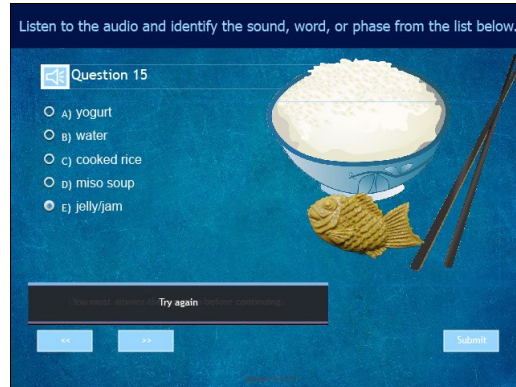 Listen to the audio and identify the sound, word, or phase from the list below.
Question 15
A) yogurt
B) water
C) cooked rice
D) miso soup
E) jelly/jam
Try again
<< >>
Submit